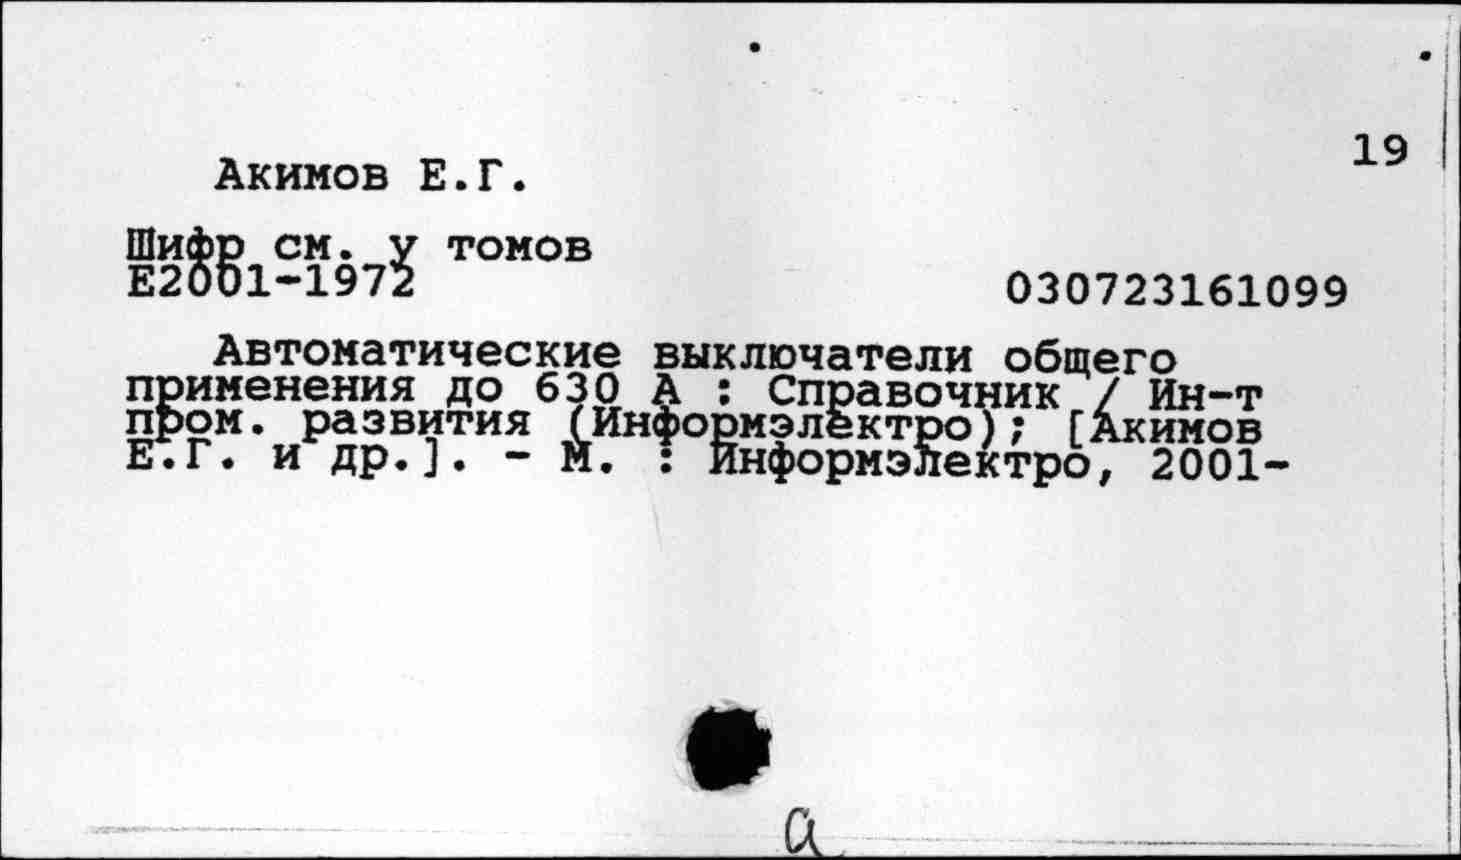 19
Акимов Е.Г.
Шифр см. у томов
Е2001-1972
030723161099
Автоматические выключатели общего
применения до 630 А : Справочник / Ин-т
пром. развития (Информэлектро); [Акимов
Е.Г. и др.]. - М. : Информэлектро, 2001-
а